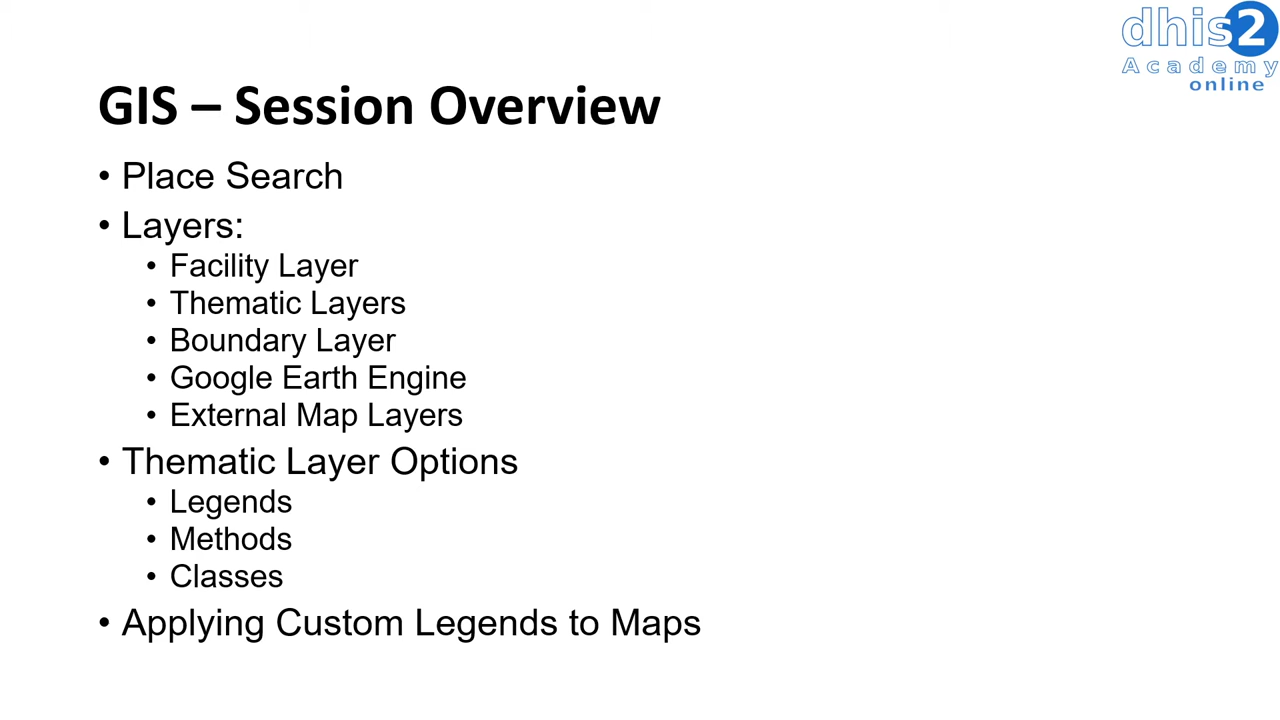 dhis2
Academy
online
GIS – Session Overview
• Place Search
• Layers:
• Facility Layer
• Thematic Layers
• Boundary Layer
• Google Earth Engine
• External Map Layers
• Thematic Layer Options
• Legends
• Methods
• Classes
• Applying Custom Legends to Maps